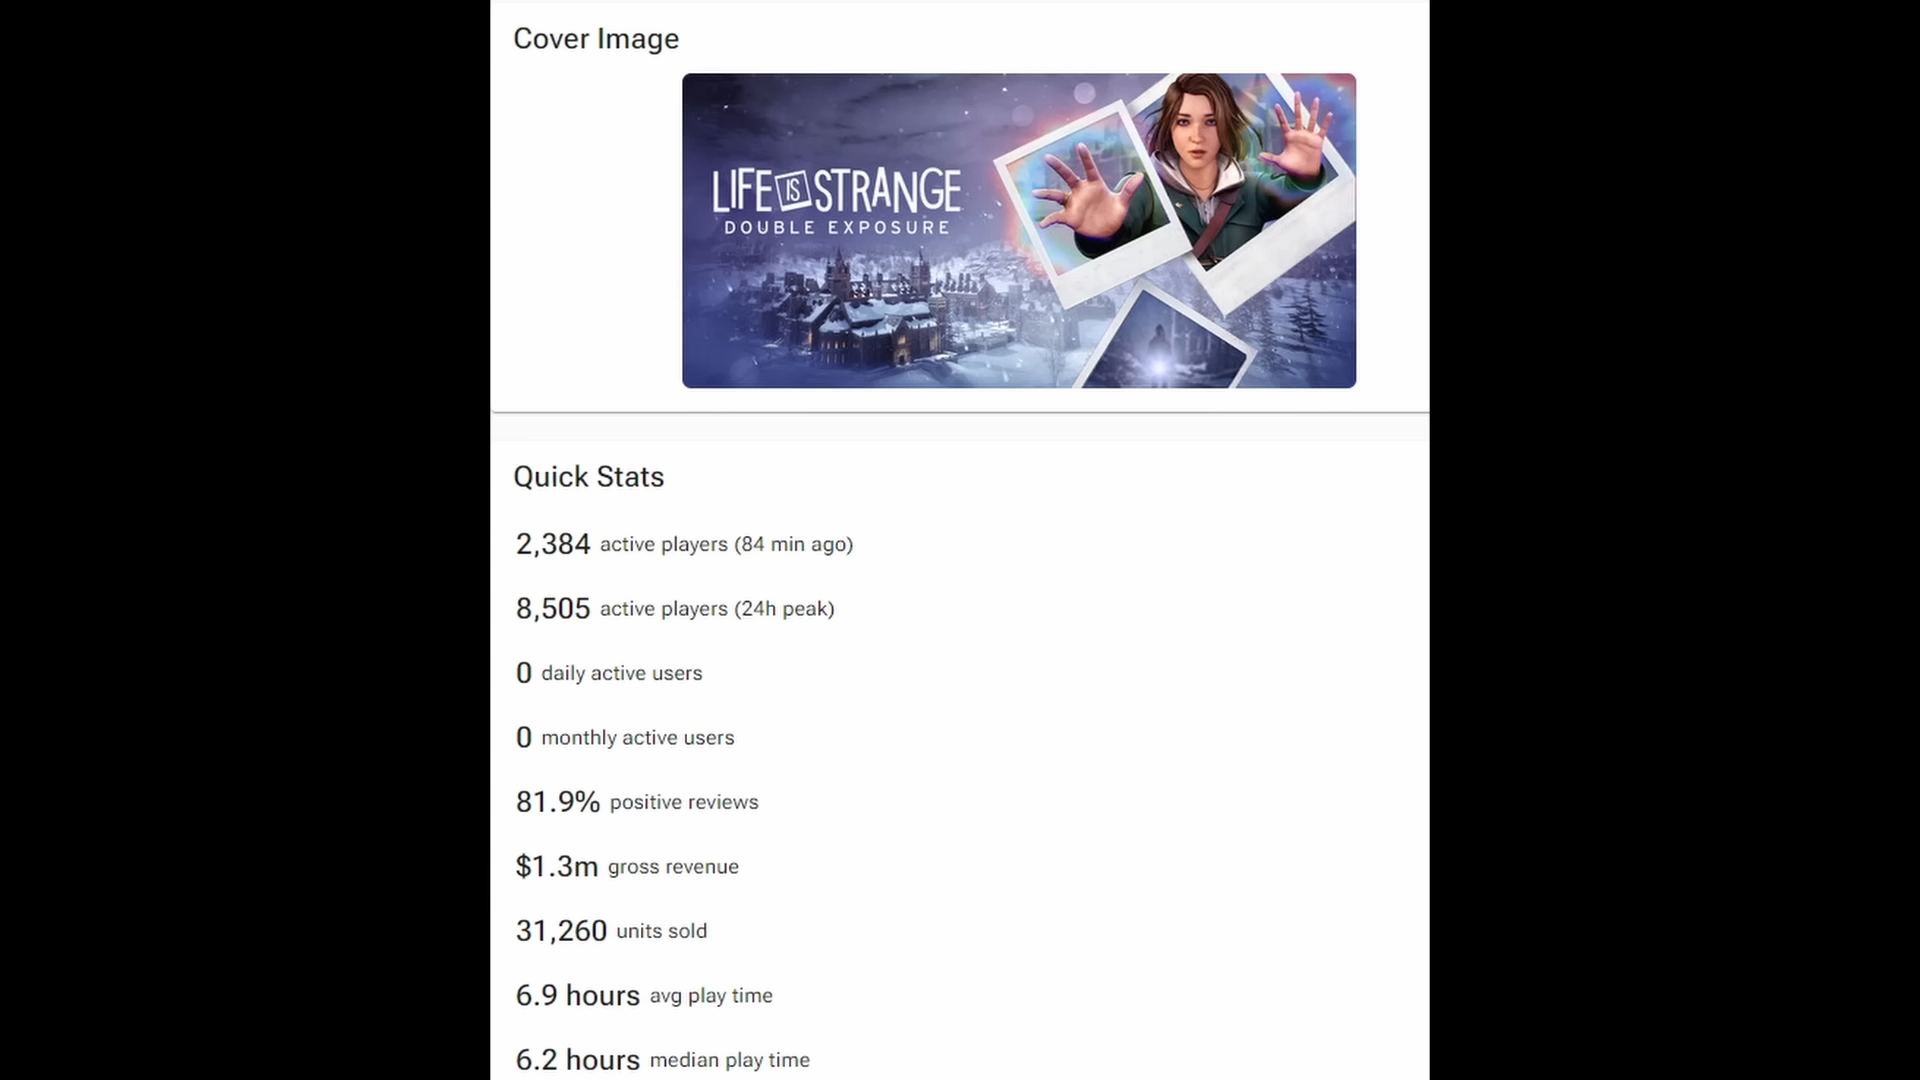 Cover Image
LIFE IS STRANGE
DOUBLE EXPOSURE
Quick Stats
2,384 active players (84 min ago)
8,505 active players (24h peak)
0 daily active users
0 monthly active users
81.9% positive reviews
$1.3m gross revenue
31,260 units sold
6.9 hours avg play time
6.2 hours median play time